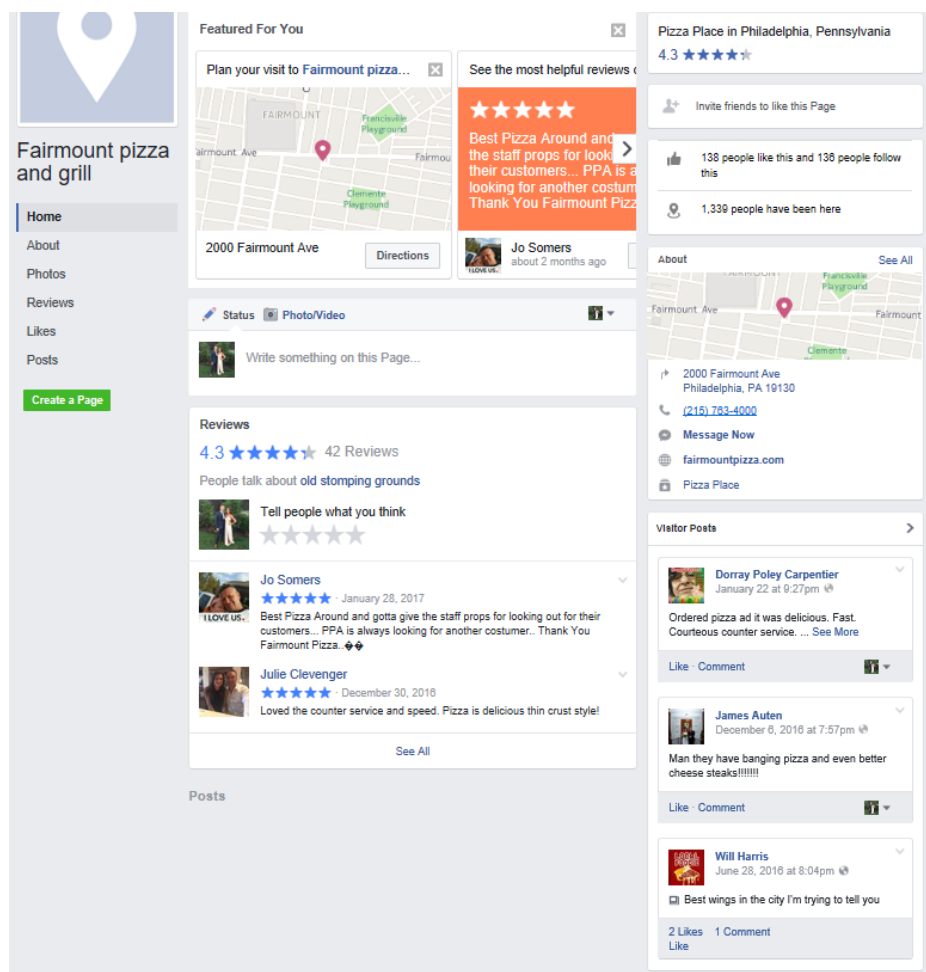 Fairmount pizza
and grill
Home
About
Photos
Reviews
Likes
Posts
Create a Page
Featured For You
Plan your visit to Fairmount pizza...
FAIRMOUNT
Francisville
Playground
airmount Ave
Fairmou
Clemente
Playground
2000 Fairmount Ave
Directions
See the most helpful reviews o
Best Pizza Around and
the staff props for look
their customers... PPA is a
looking for another costum
Thank You Fairmount Piz
Jo Somers
about 2 months ago
I LOVE US.
Status
Photo/Video
Write something on this Page...
Reviews
4.3 42 Reviews
People talk about old stomping grounds
Tell people what you think
Jo Somers
· January 28, 2017
Best Pizza Around and gotta give the staff props for looking out for their
customers... PPA is always looking for another costumer.. Thank You
Fairmount Pizza..��
I LOVE US.
Julie Clevenger
· December 30, 2016
Loved the counter service and speed. Pizza is delicious thin crust style!
See All
Posts
Pizza Place in Philadelphia, Pennsylvania
4.3
Invite friends to like this Page
138 people like this and 136 people follow
this
1,339 people have been here
About See All
FAIRMOUNT
Francisville
Playground
Fairmount Ave
Fairmount
Clemente
2000 Fairmount Ave
Philadelphia, PA 19130
(215) 763-4000
Message Now
fairmountpizza.com
Pizza Place
Visitor Posts
Dorray Poley Carpentier
January 22 at 9:27pm
Ordered pizza ad it was delicious. Fast.
Courteous counter service. ... See More
Like · Comment
James Auten
December 6, 2016 at 7:57pm
Man they have banging pizza and even better
cheese steaks!!!!!!!
Like · Comment
Will Harris
June 28, 2016 at 8:04pm
Best wings in the city I'm trying to tell you
2 Likes 1 Comment
Like